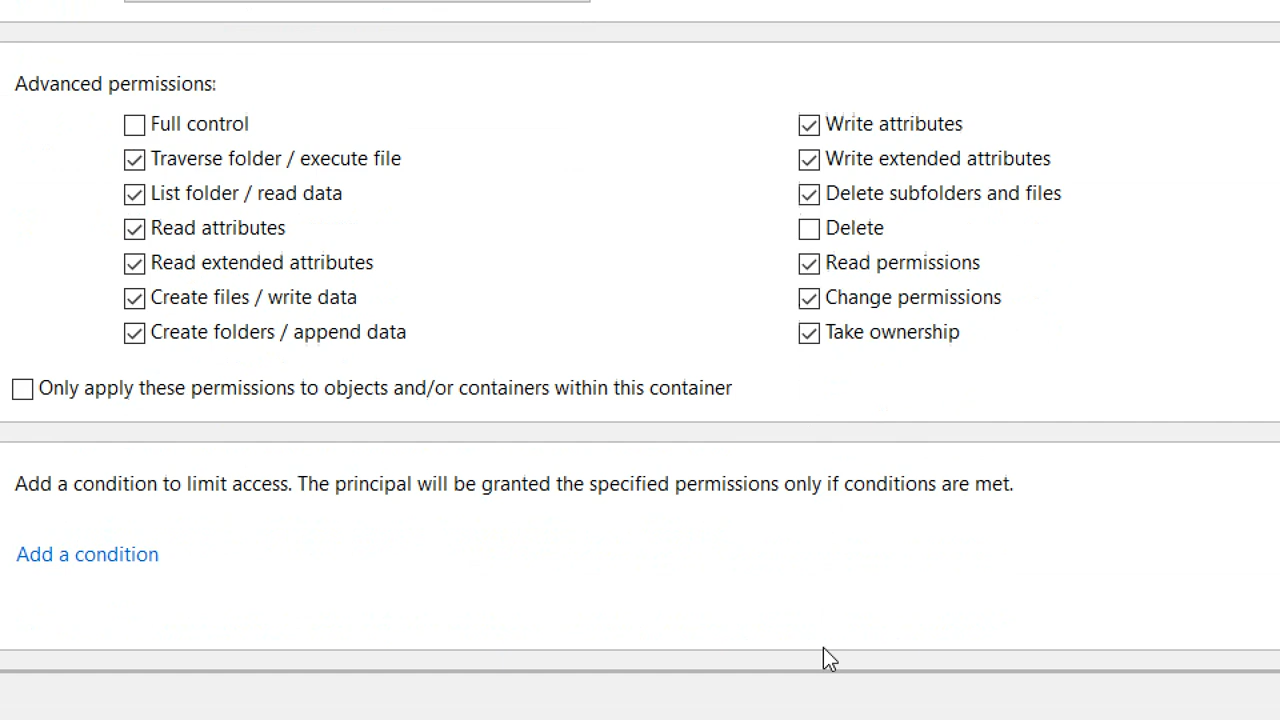 Advanced permissions:
Full control
Traverse folder / execute file
List folder / read data
Read attributes
Read extended attributes
Create files / write data
Create folders / append data
Write attributes
Write extended attributes
Delete subfolders and files
Delete
Read permissions
Change permissions
Take ownership
Only apply these permissions to objects and/or containers within this container
Add a condition to limit access. The principal will be granted the specified permissions only if conditions are met.
Add a condition